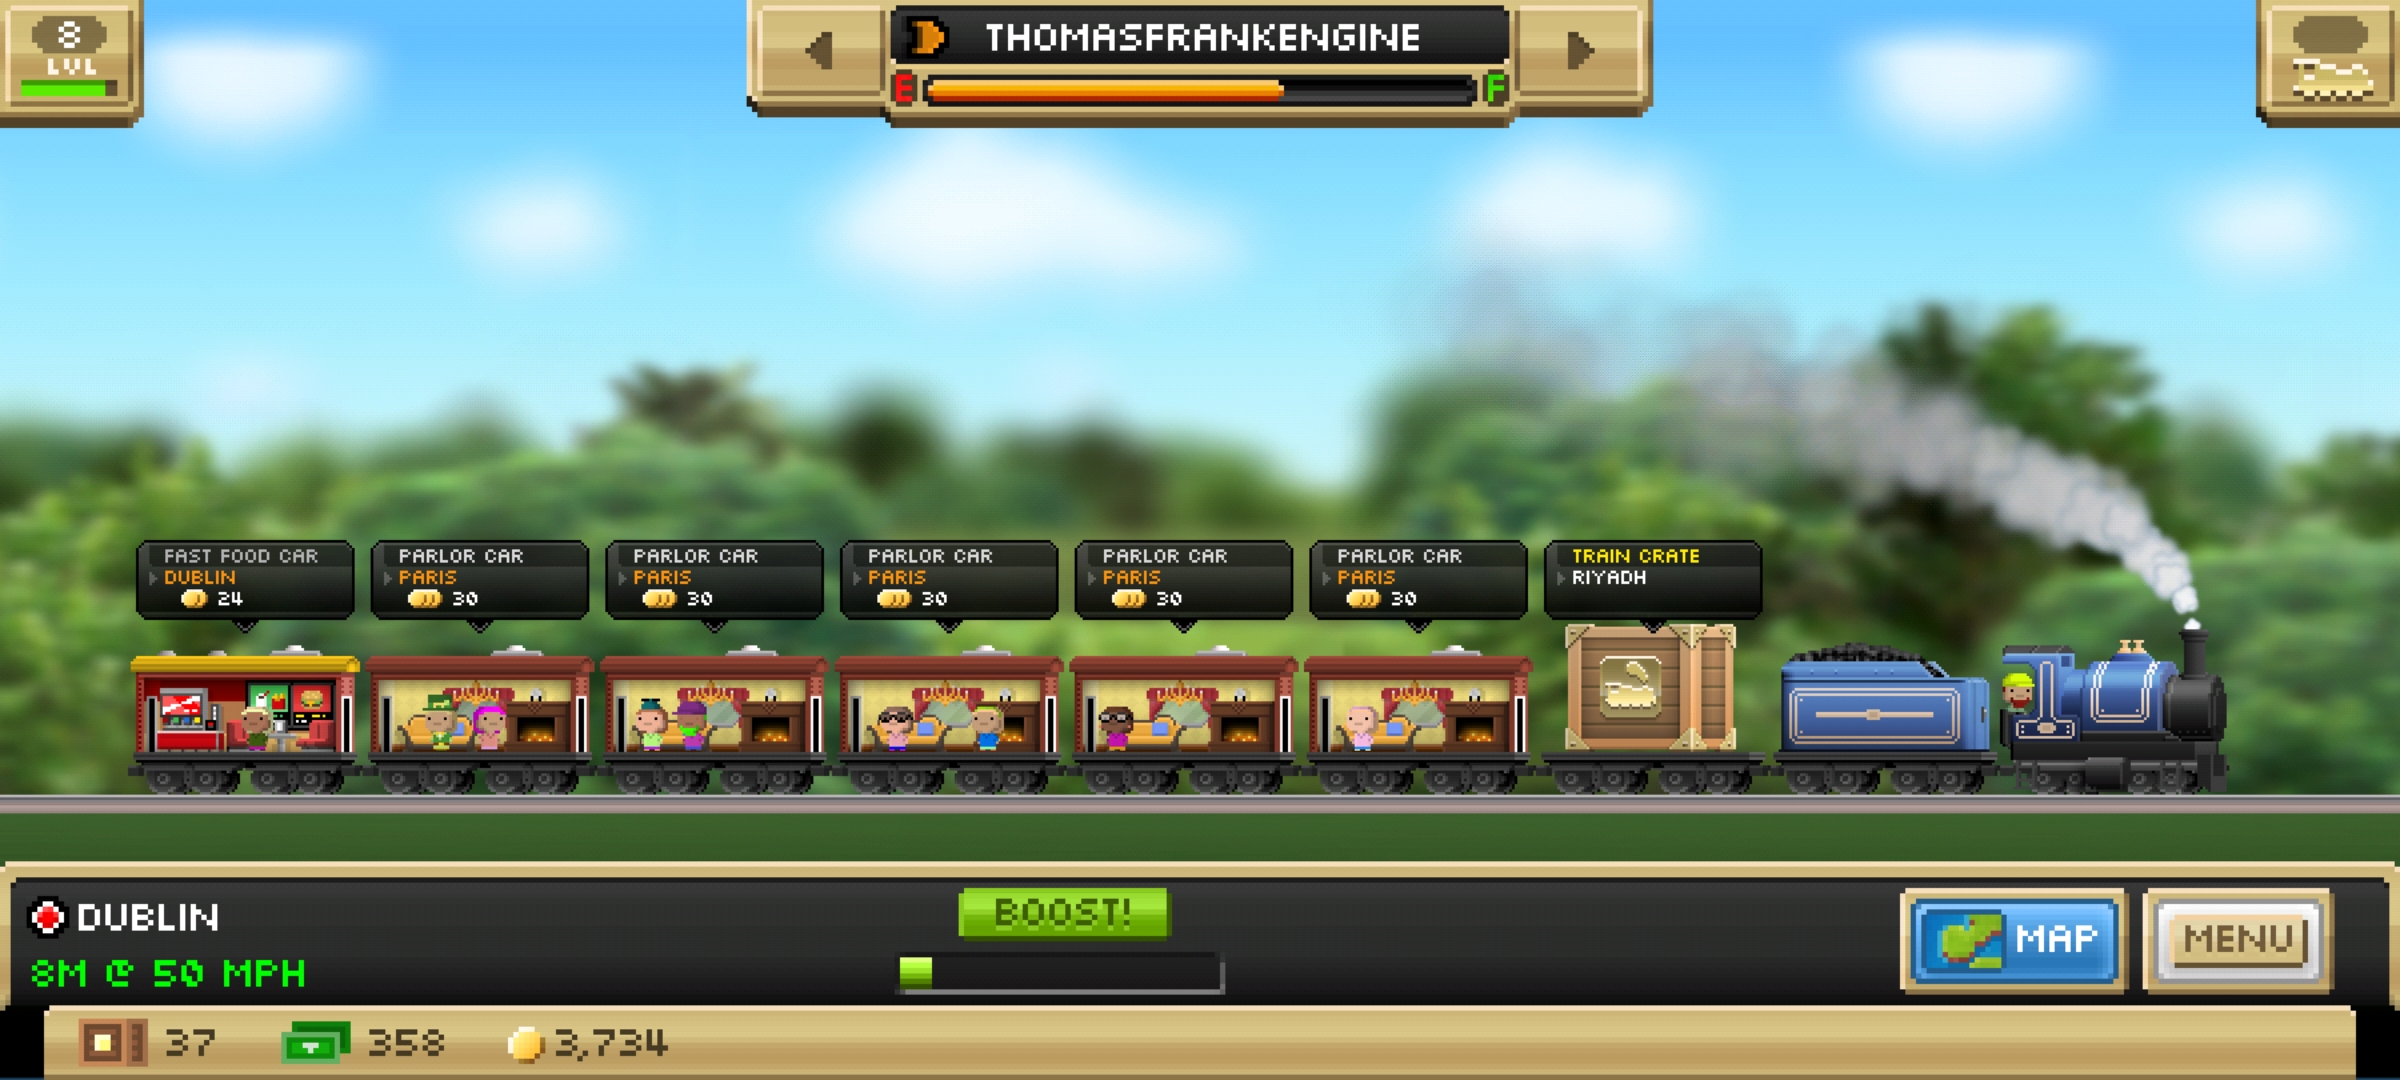 8
LVL
THOMASFRANKENGINE
E
F
FAST FOOD CAR
DUBLIN
24
PARLOR CAR
PARIS
30
PARLOR CAR
PARIS
30
PARLOR CAR
PARIS
30
PARLOR CAR
PARIS
30
PARLOR CAR
PARIS
30
TRAIN CRATE
RIYADH
DUBLIN
8M @ 50 MPH
BOOST!
MAP
MENU
37
358
3,734